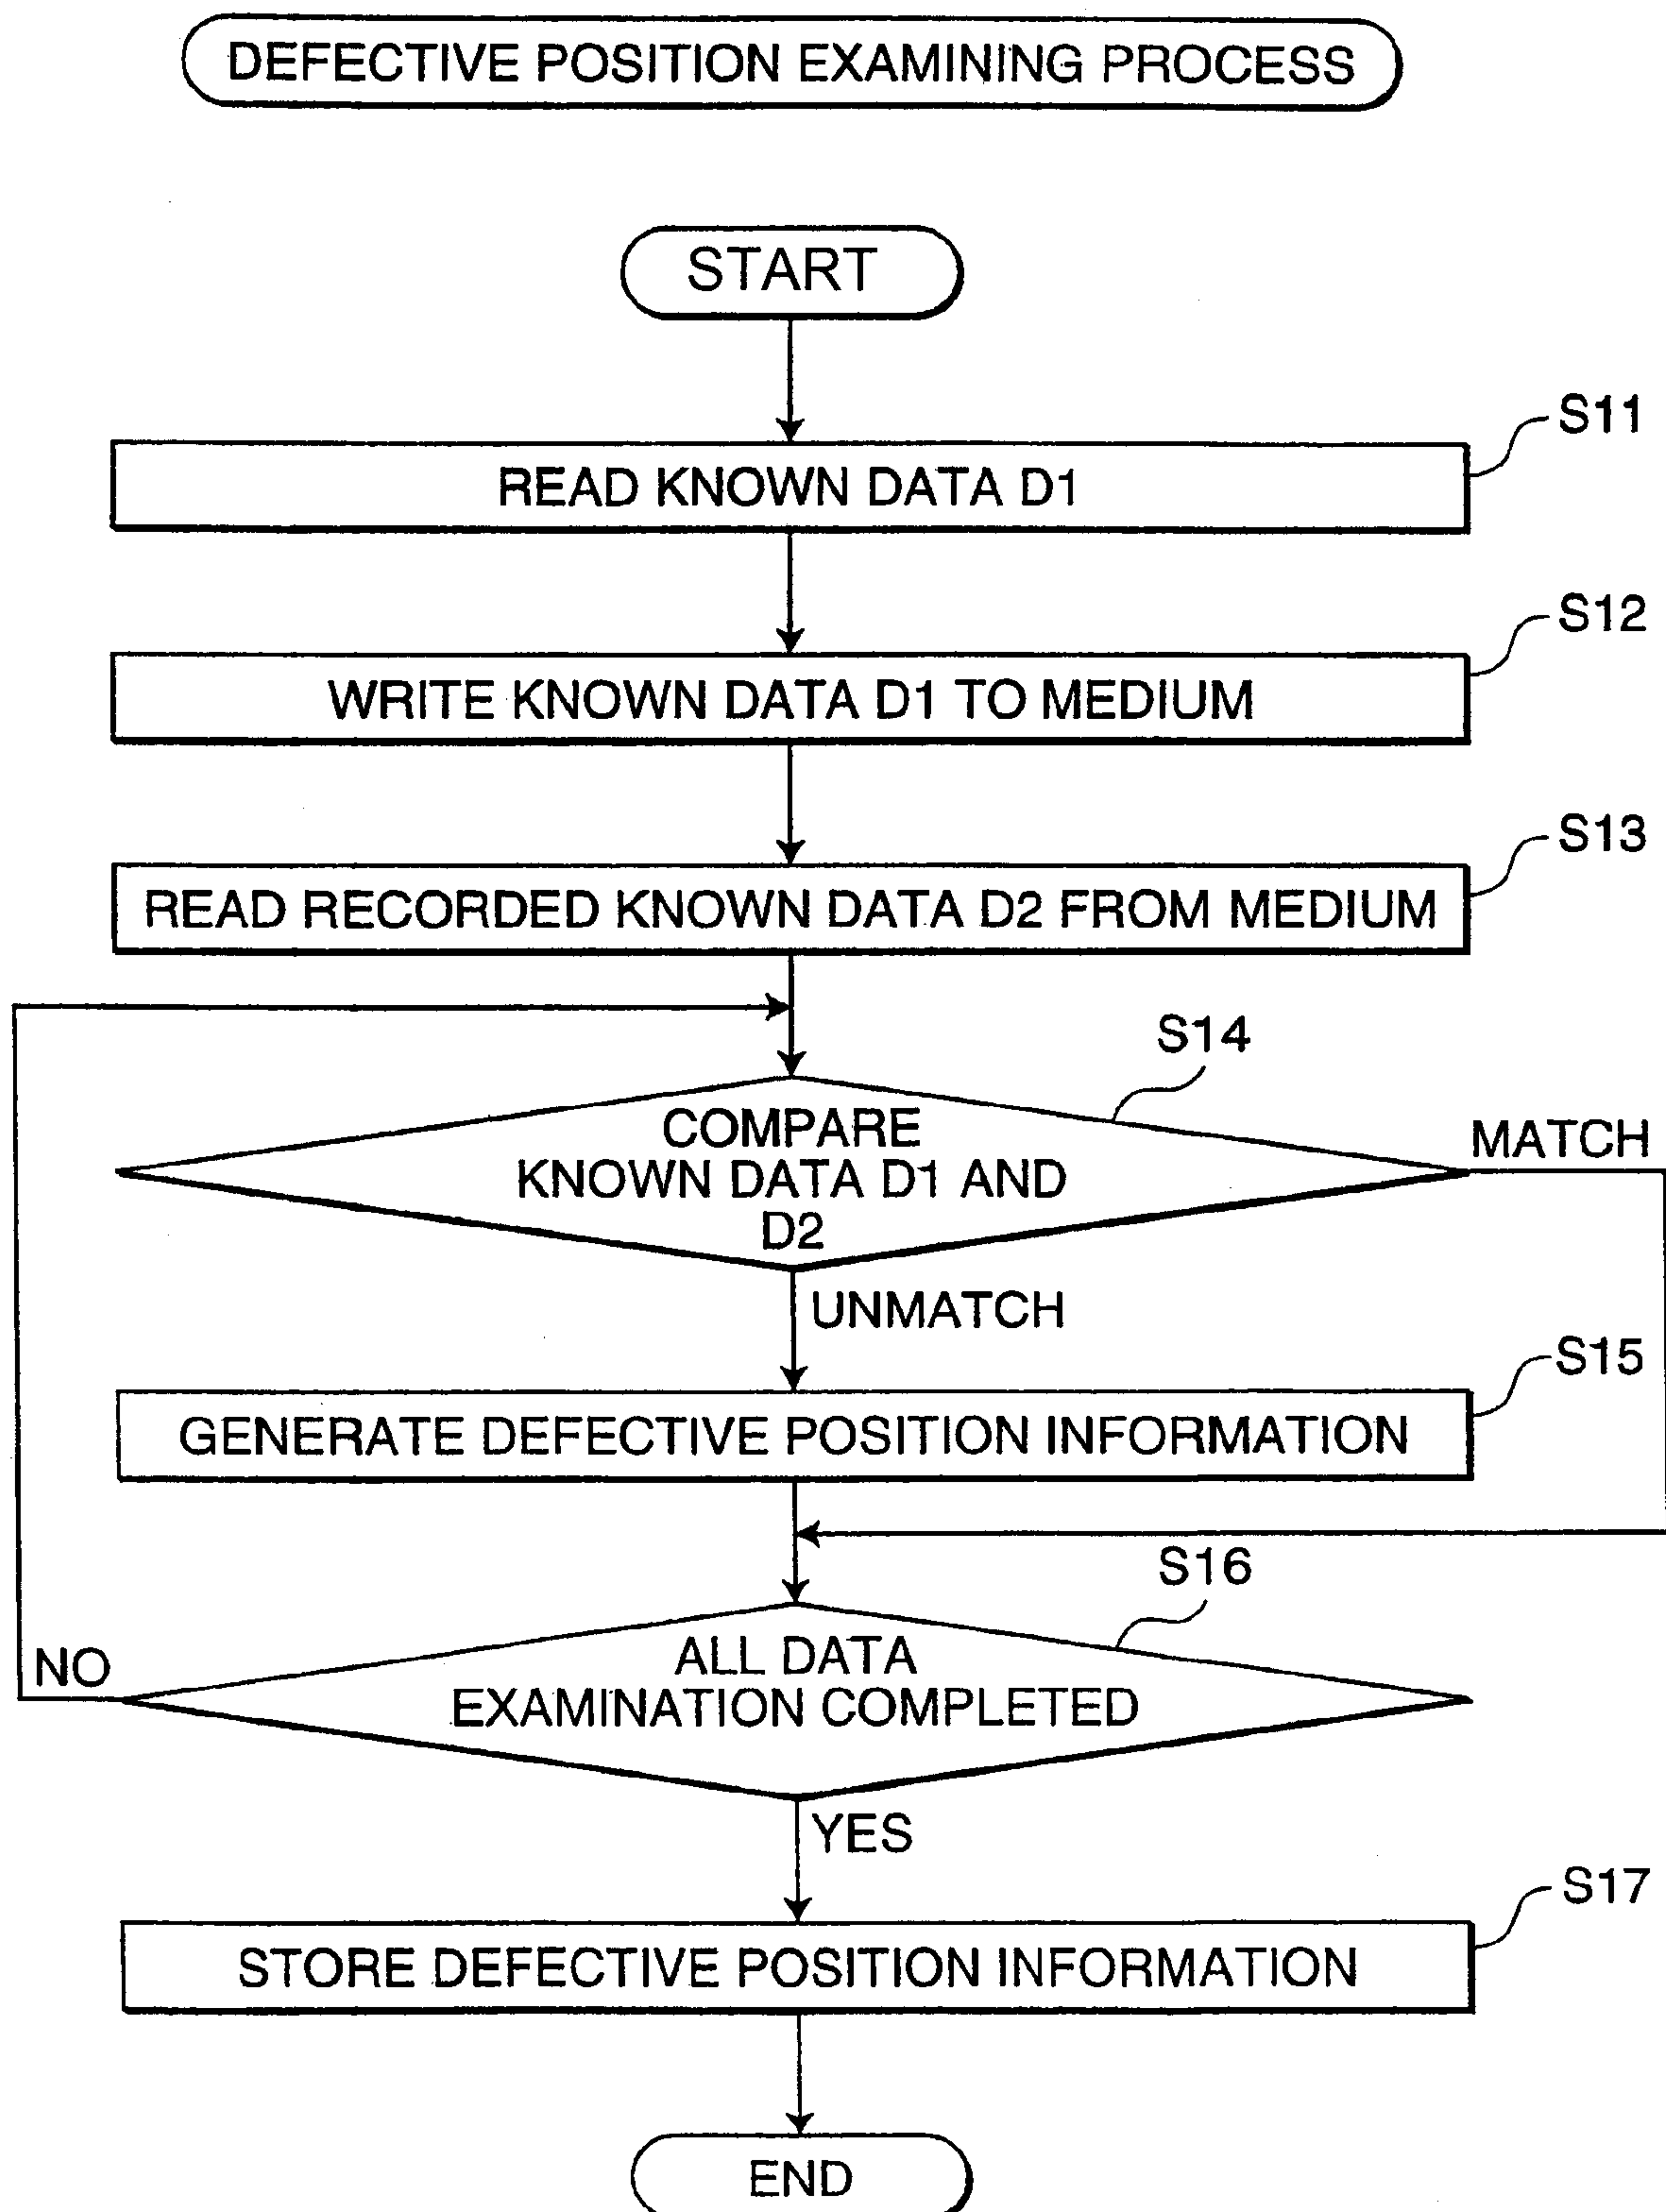 DEFECTIVE POSITION EXAMINING PROCESS
START
S11
READ KNOWN DATA D1
S12
WRITE KNOWN DATA D1 TO MEDIUM
S13
READ RECORDED KNOWN DATA D2 FROM MEDIUM
S14
COMPARE
KNOWN DATA D1 AND
D2
MATCH
UNMATCH
S15
GENERATE DEFECTIVE POSITION INFORMATION
S16
ALL DATA
EXAMINATION COMPLETED
NO
YES
S17
STORE DEFECTIVE POSITION INFORMATION
END